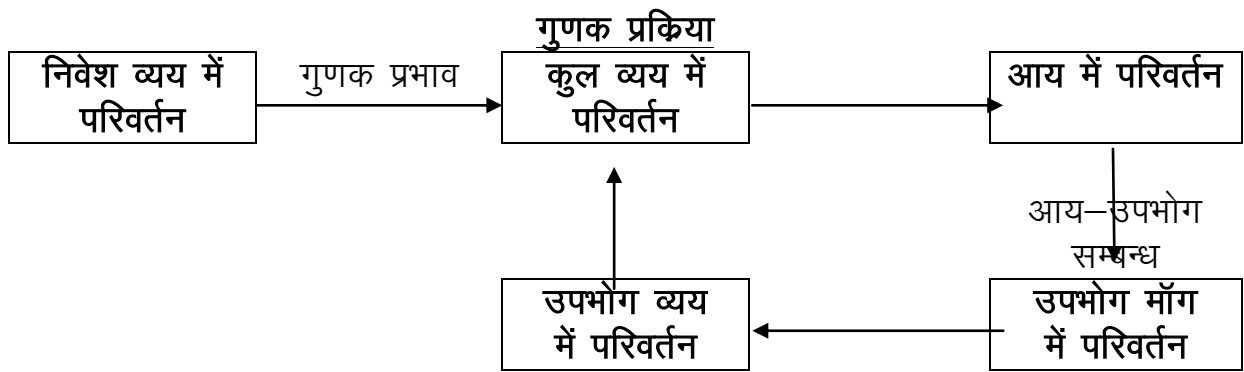 गुणक प्रक्रिया
निवेश व्यय में
परिवर्तन
गुणक प्रभाव
कुल व्यय में
परिवर्तन
आय में परिवर्तन
आय–उपभोग
सम्बन्ध
उपभोग व्यय
में परिवर्तन
उपभोग मॉग
में परिवर्तन